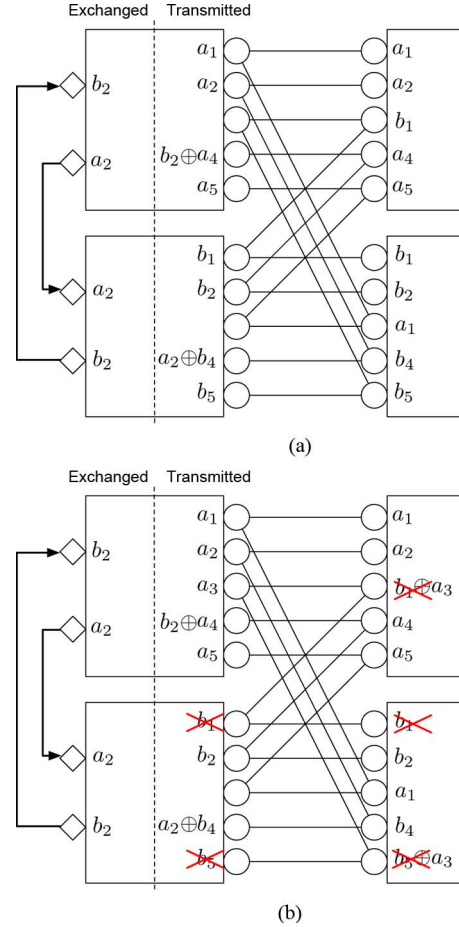 Exchanged Transmitted
a₁ a₁
b₂ a₂ a₂
b₁
a₂ b₂⊕a₄ a₄
a₅ a₅
b₁ b₁
a₂ b₂ b₂
a₁
b₂ a₂⊕b₄ b₄
b₅ b₅
(a)
Exchanged Transmitted
a₁ a₁
b₂ a₂ a₂
a₃ b₁⊕a₃
a₂ b₂⊕a₄ a₄
a₅ a₅
b₁ b₁
a₂ b₂ b₂
a₁
b₂ a₂⊕b₄ b₄
b₅ b₅⊕a₃
(b)